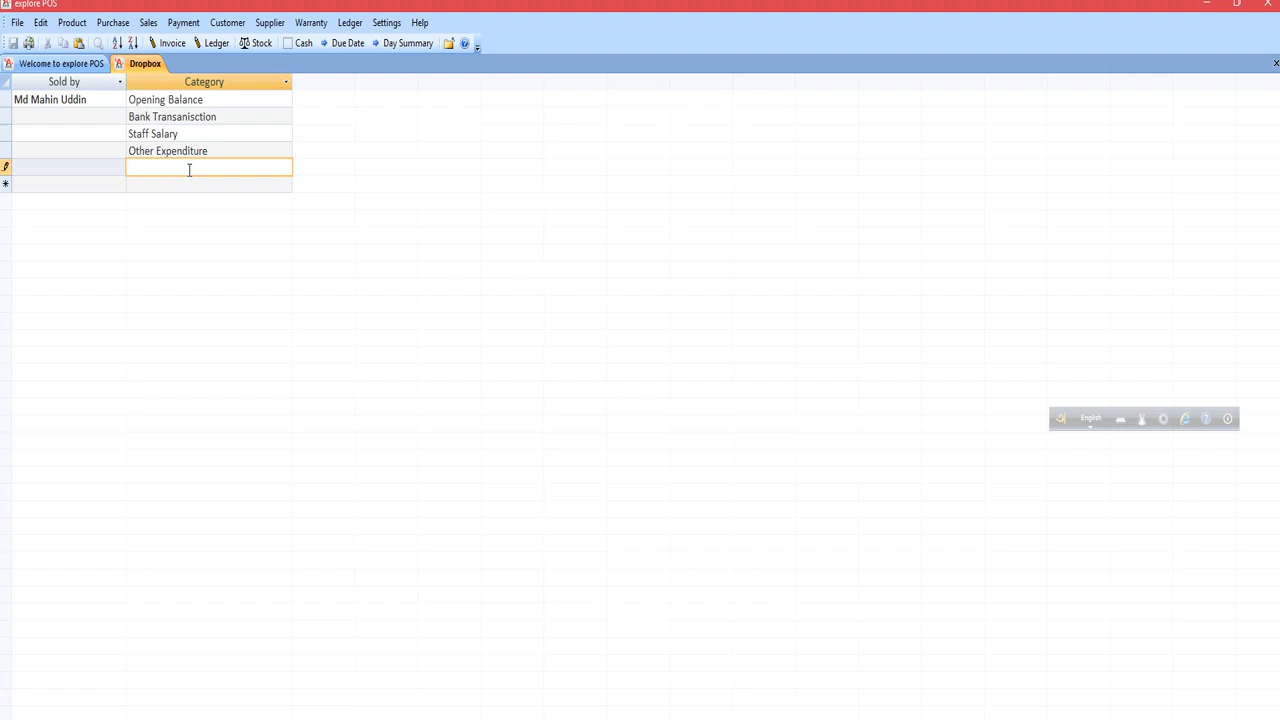 explore POS
File Edit Product Purchase Sales Payment Customer Supplier Warranty Ledger Settings Help
Invoice Ledger Stock Cash Due Date Day Summary
Welcome to explore POS Dropbox
Sold by Category
Md Mahin Uddin Opening Balance
Bank Transanisction
Staff Salary
Other Expenditure
English